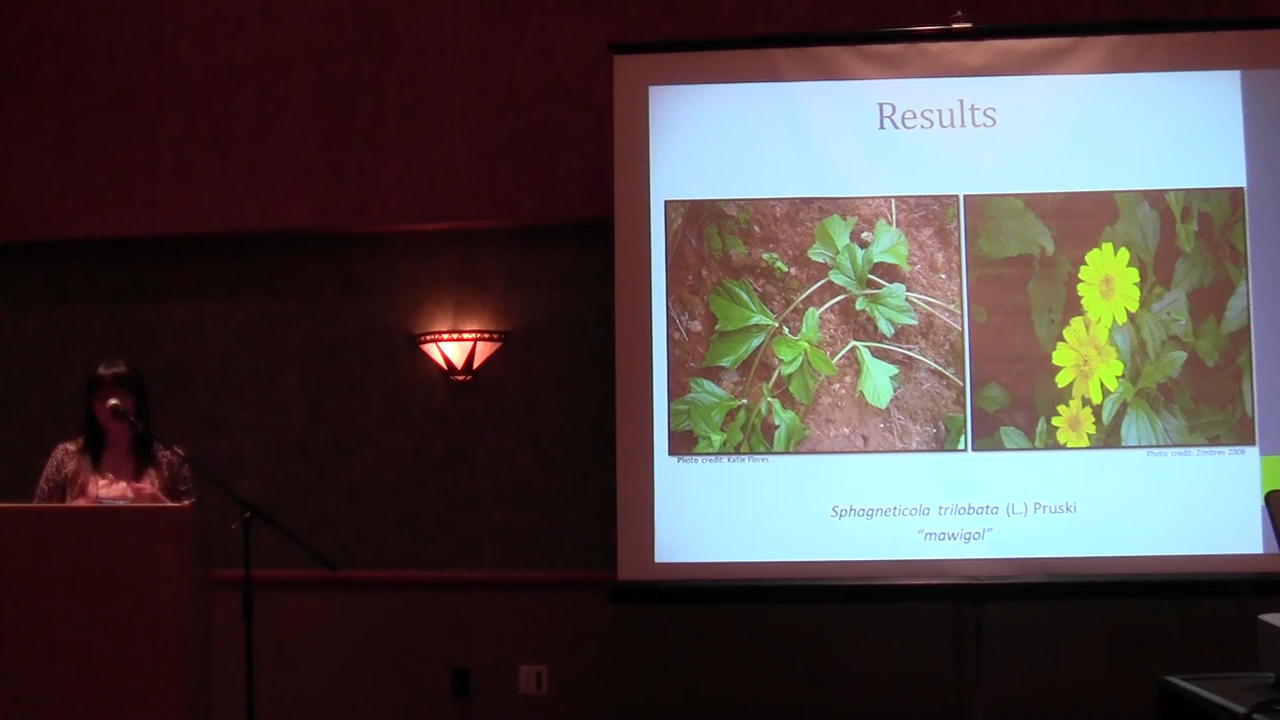 Results
Photo credit: Katie Flores
Photo credit: Zimbres 2006
Sphagneticola trilobata (L.) Pruski
“mawigol”